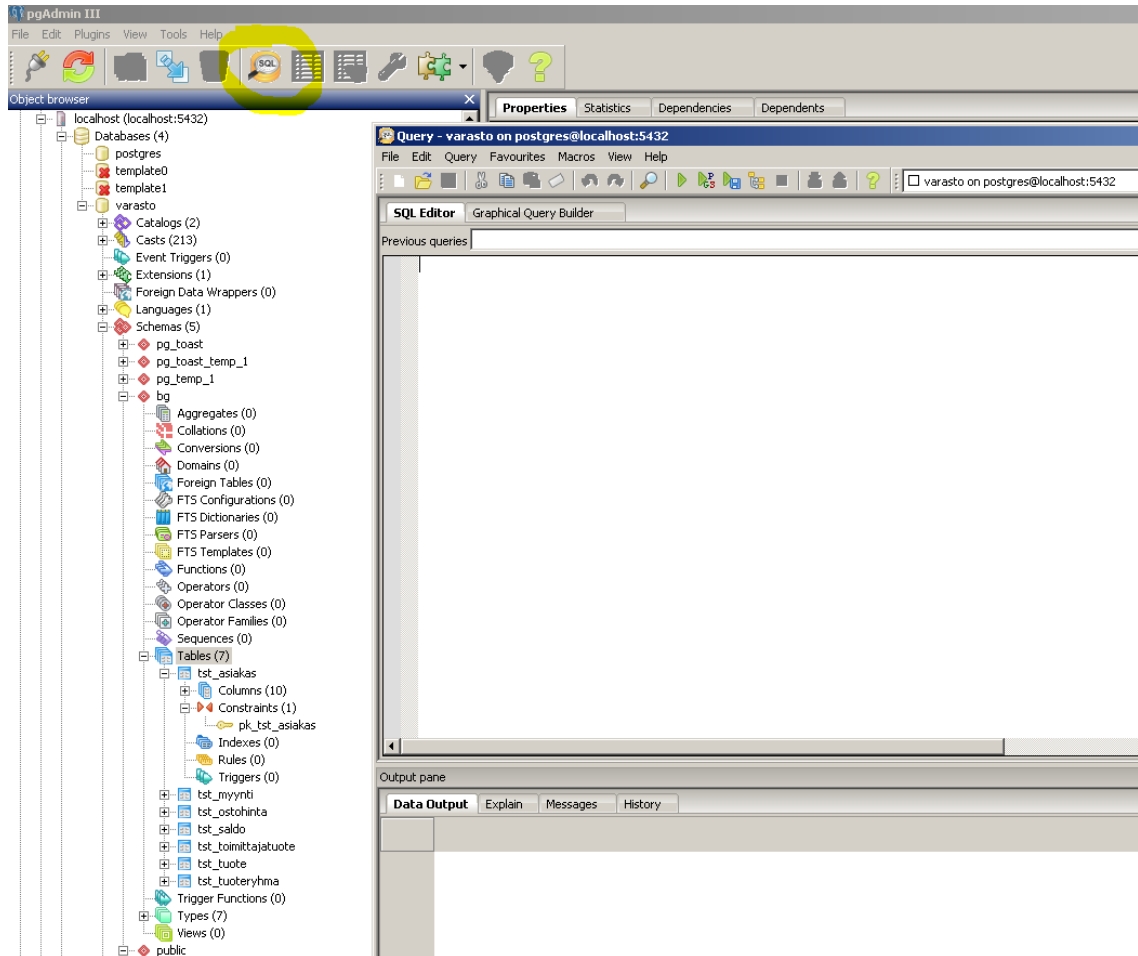 pgAdmin III
File Edit Plugins View Tools Help
SQL
Object browser
localhost (localhost:5432)
Databases (4)
postgres
template0
template1
varasto
Catalogs (2)
Casts (213)
Event Triggers (0)
Extensions (1)
Foreign Data Wrappers (0)
Languages (1)
Schemas (5)
pg_toast
pg_toast_temp_1
pg_temp_1
bg
Aggregates (0)
Collations (0)
Conversions (0)
Domains (0)
Foreign Tables (0)
FTS Configurations (0)
FTS Dictionaries (0)
FTS Parsers (0)
FTS Templates (0)
Functions (0)
Operators (0)
Operator Classes (0)
Operator Families (0)
Sequences (0)
Tables (7)
tst_asiakas
Columns (10)
Constraints (1)
pk_tst_asiakas
Indexes (0)
Rules (0)
Triggers (0)
tst_myynti
tst_ostohinta
tst_saldo
tst_toimittajatuote
tst_tuote
tst_tuoteryhma
Trigger Functions (0)
Types (7)
Views (0)
public
Properties Statistics Dependencies Dependents
Query - varasto on postgres@localhost:5432
File Edit Query Favourites Macros View Help
varasto on postgres@localhost:5432
SQL Editor Graphical Query Builder
Previous queries
Output pane
Data Output Explain Messages History